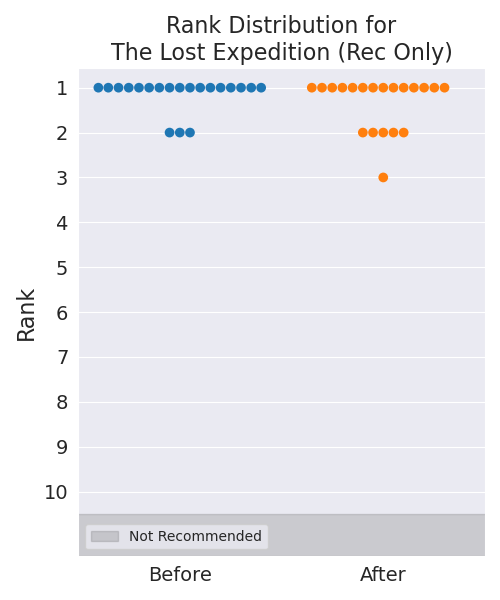 Rank Distribution for
The Lost Expedition (Rec Only)
Rank
1
2
3
4
5
6
7
8
9
10
Not Recommended
Before
After